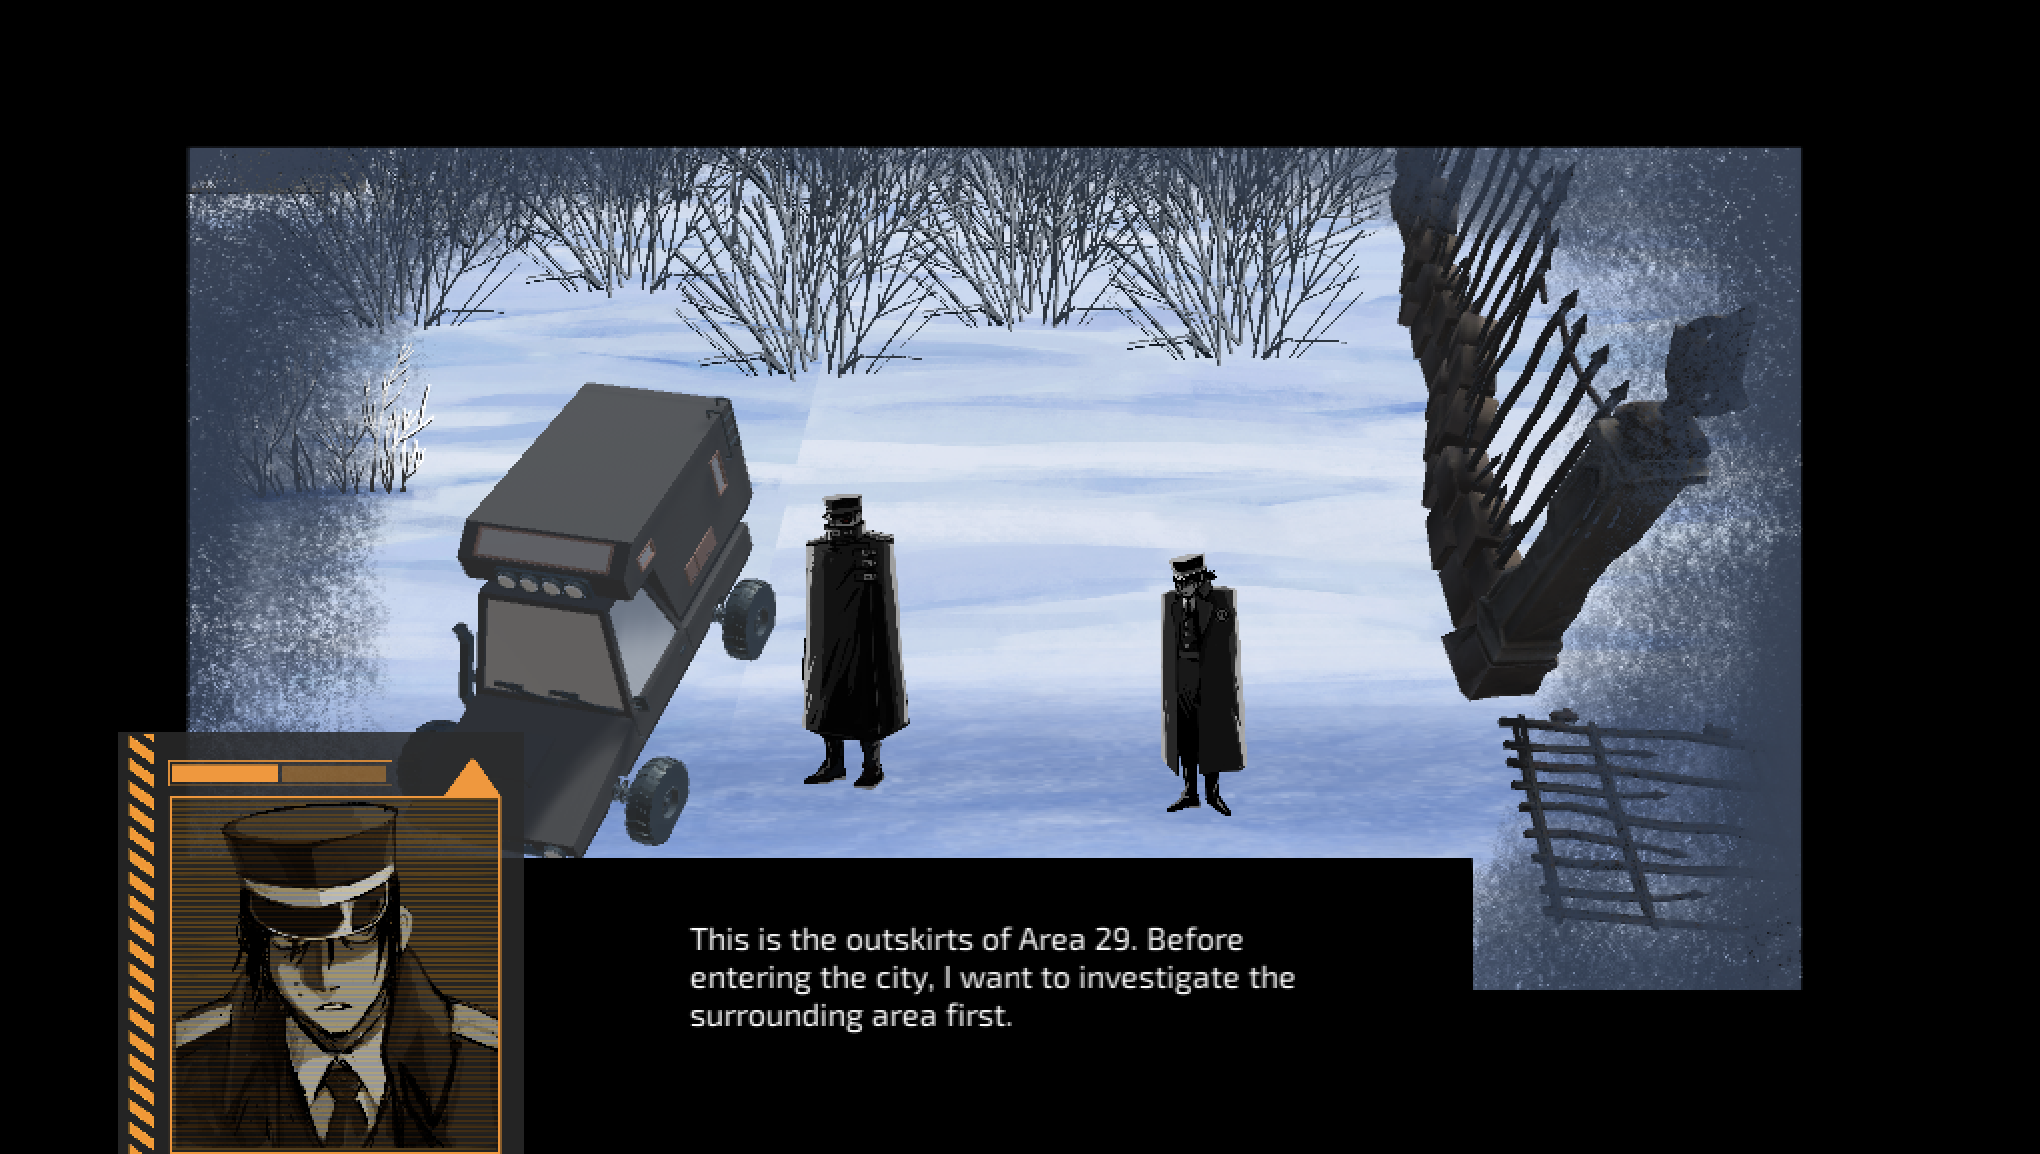 This is the outskirts of Area 29. Before
entering the city, I want to investigate the
surrounding area first.